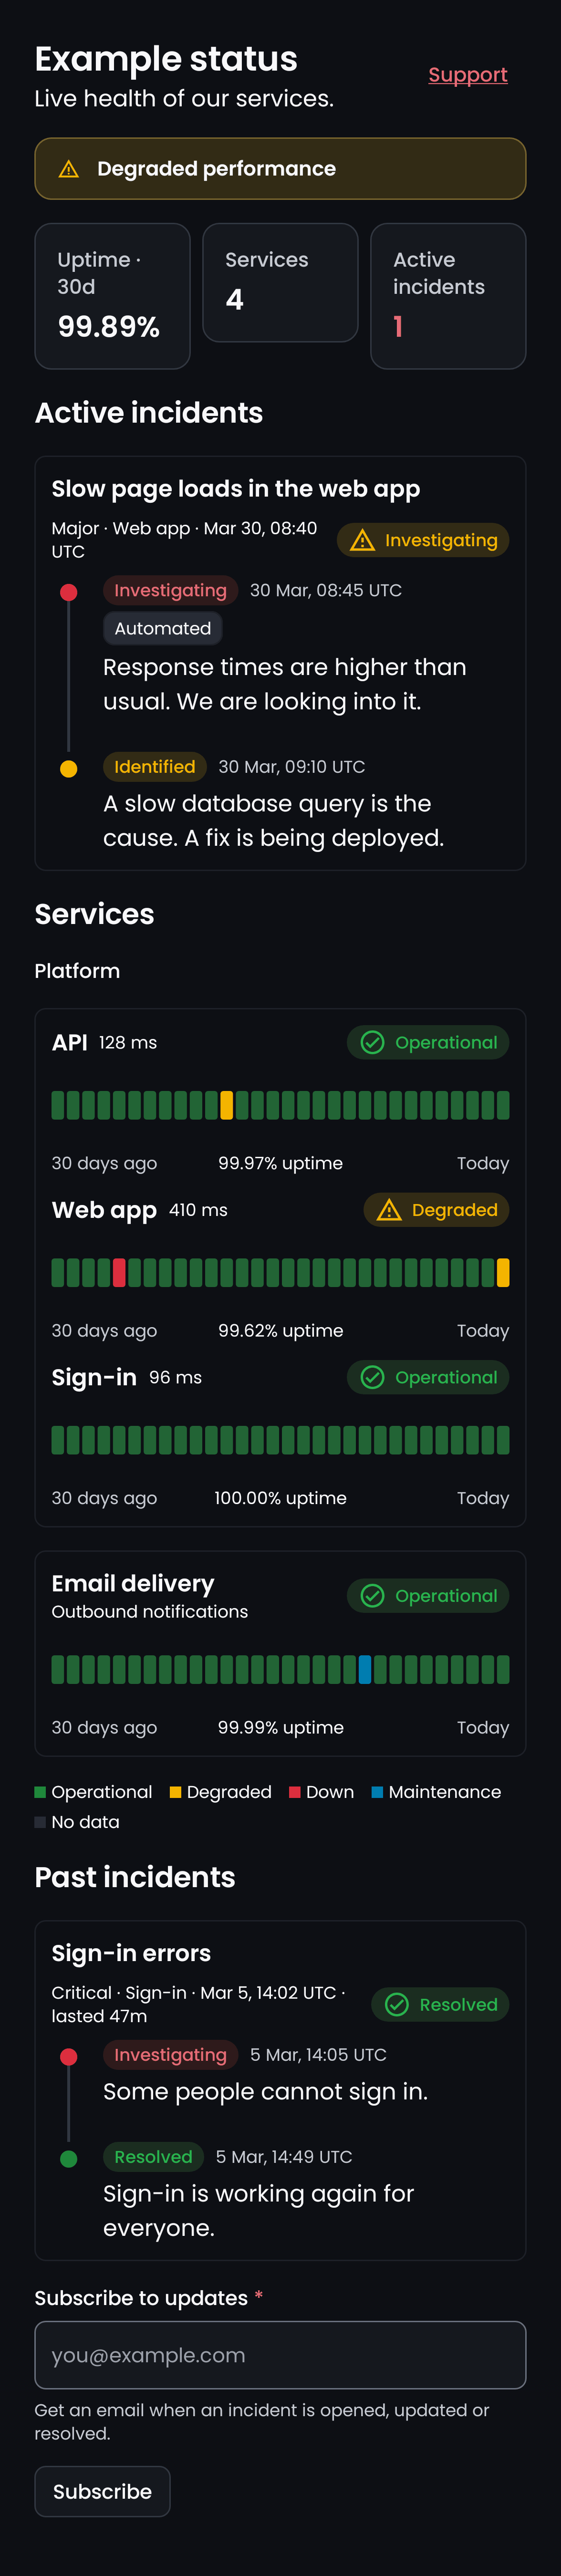 Example status
Live health of our services.
Support
Degraded performance
Uptime ·
30d
99.89%
Services
4
Active
incidents
1
Active incidents
Slow page loads in the web app
Major · Web app · Mar 30, 08:40
UTC
Investigating
Investigating 30 Mar, 08:45 UTC
Automated
Response times are higher than
usual. We are looking into it.
Identified 30 Mar, 09:10 UTC
A slow database query is the
cause. A fix is being deployed.
Services
Platform
API 128 ms Operational
30 days ago 99.97% uptime Today
Web app 410 ms Degraded
30 days ago 99.62% uptime Today
Sign-in 96 ms Operational
30 days ago 100.00% uptime Today
Email delivery
Outbound notifications
Operational
30 days ago 99.99% uptime Today
Operational Degraded Down Maintenance
No data
Past incidents
Sign-in errors
Critical · Sign-in · Mar 5, 14:02 UTC ·
lasted 47m
Resolved
Investigating 5 Mar, 14:05 UTC
Some people cannot sign in.
Resolved 5 Mar, 14:49 UTC
Sign-in is working again for
everyone.
Subscribe to updates *
you@example.com
Get an email when an incident is opened, updated or
resolved.
Subscribe